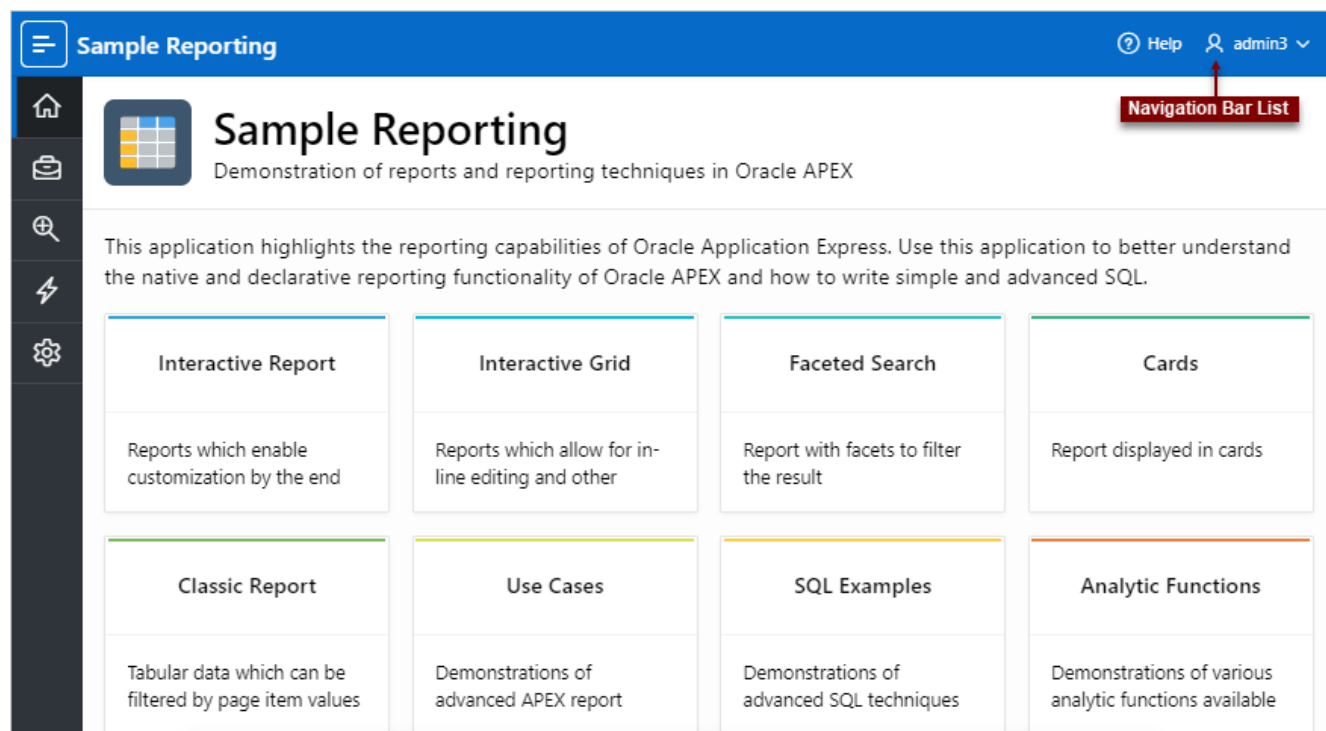 Sample Reporting
Help admin3
Navigation Bar List
Sample Reporting
Demonstration of reports and reporting techniques in Oracle APEX
This application highlights the reporting capabilities of Oracle Application Express. Use this application to better understand
the native and declarative reporting functionality of Oracle APEX and how to write simple and advanced SQL.
Interactive Report
Reports which enable
customization by the end
Interactive Grid
Reports which allow for in-
line editing and other
Faceted Search
Report with facets to filter
the result
Cards
Report displayed in cards
Classic Report
Tabular data which can be
filtered by page item values
Use Cases
Demonstrations of
advanced APEX report
SQL Examples
Demonstrations of
advanced SQL techniques
Analytic Functions
Demonstrations of various
analytic functions available